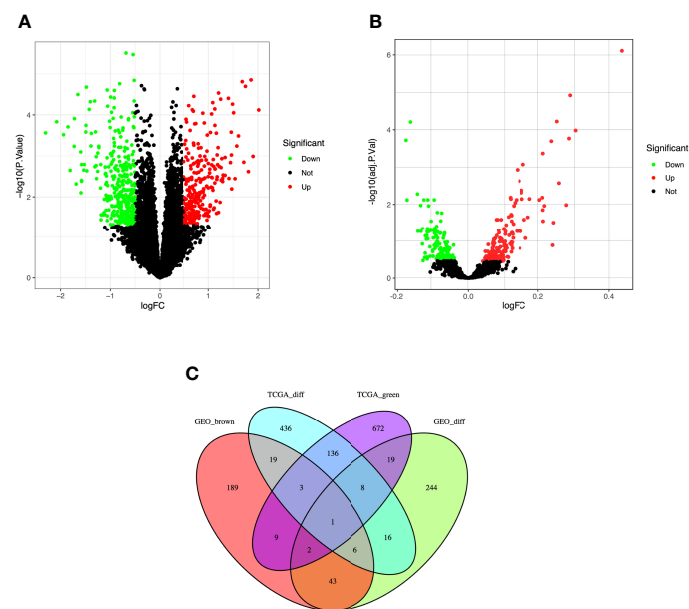 A
B
−log10(P.Value)
4
2
0
−2
−1
0
1
2
logFC
Significant
Down
Not
Up
-log10(adj.P.Val)
6
4
2
0
-0.2
0.0
0.2
0.4
logFC
Significant
Down
Up
Not
C
TCGA_diff
TCGA_green
GEO_brown
GEO_diff
436
672
19
136
19
189
3
8
244
1
9
16
2
6
43